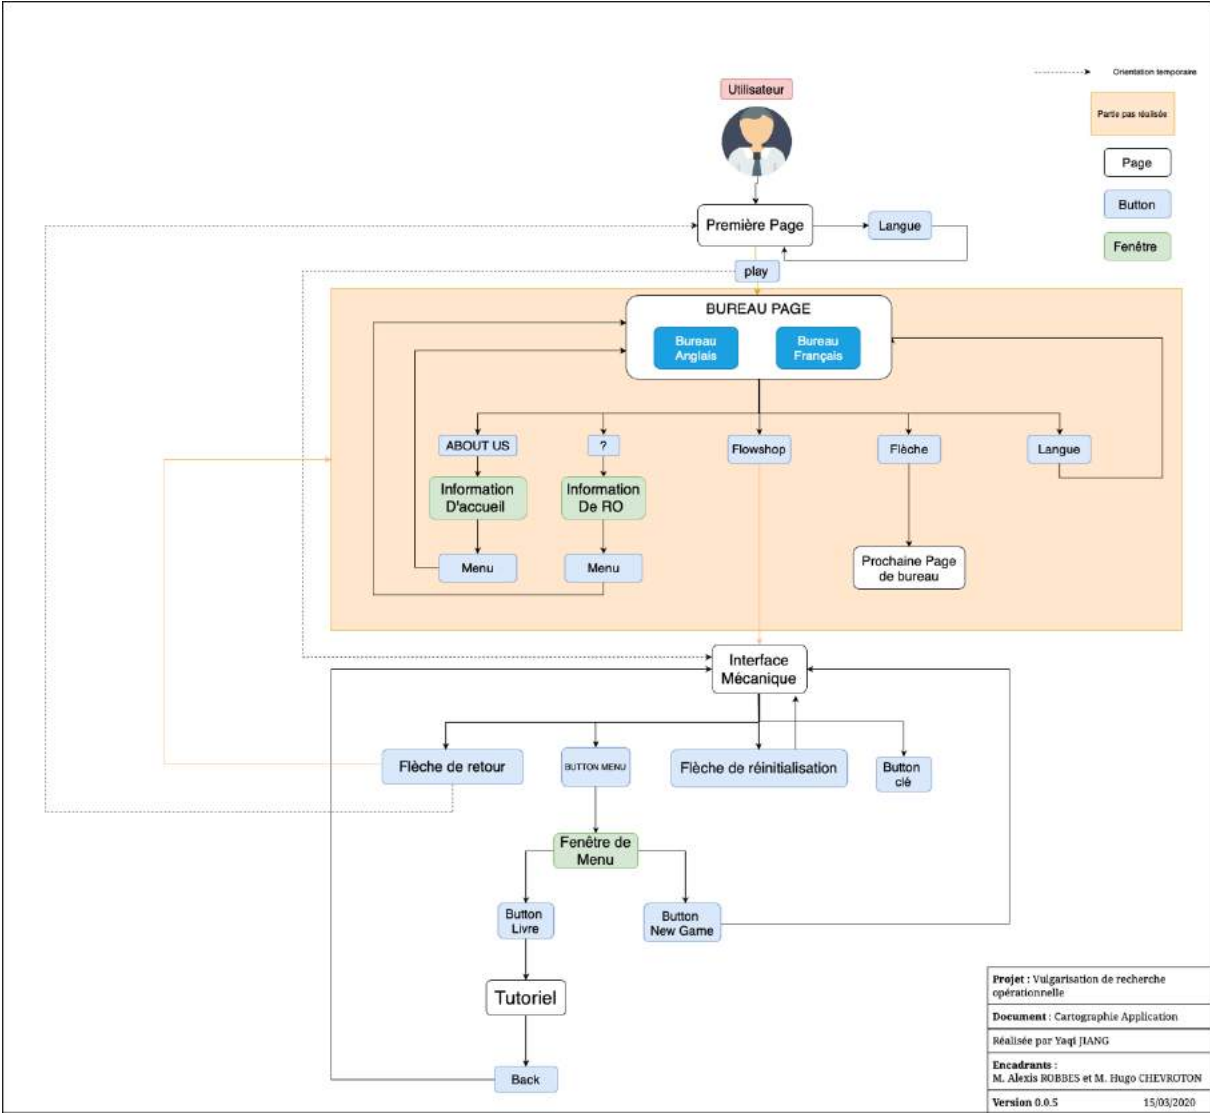 Orientation temporaire
Utilisateur
Partie pas réalisée
Page
Button
Fenêtre
Première Page
Langue
play
BUREAU PAGE
Bureau
Anglais
Bureau
Français
ABOUT US
?
Flowshop
Flèche
Langue
Information
D'accueil
Information
De RO
Menu
Menu
Prochaine Page
de bureau
Interface
Mécanique
Flèche de retour
BUTTON MENU
Flèche de réinitialisation
Button
clé
Fenêtre de
Menu
Button
Livre
Button
New Game
Tutoriel
Back
Projet : Vulgarisation de recherche
opérationnelle
Document : Cartographie Application
Réalisée par Yaqi JIANG
Encadrants :
M. Alexis ROBBES et M. Hugo CHEVROTON
Version 0.0.5 15/03/2020